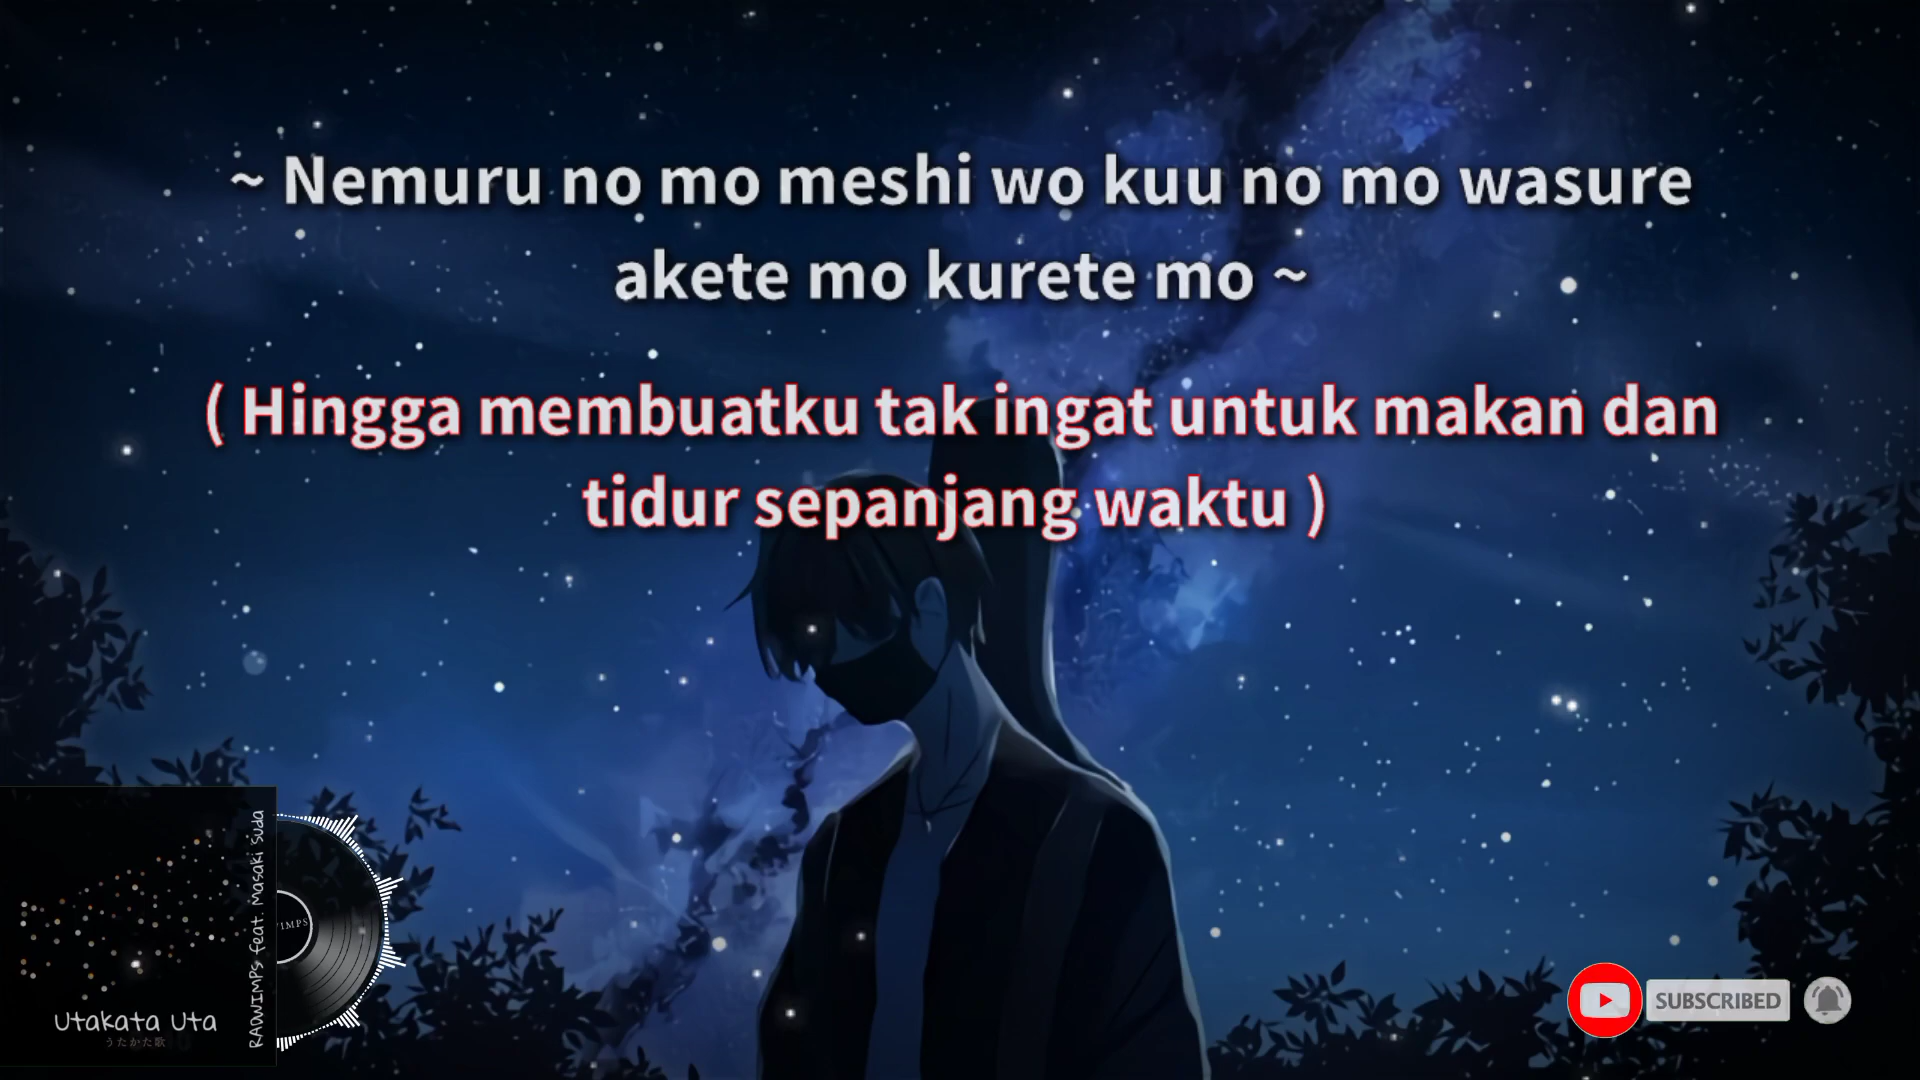 ~ Nemuru no mo meshi wo kuu no mo wasure
akete mo kurete mo ~
( Hingga membuatku tak ingat untuk makan dan
tidur sepanjang waktu )
RADWIMPS feat. Masaki Suda
Utakata Uta
うたかた歌
SUBSCRIBED